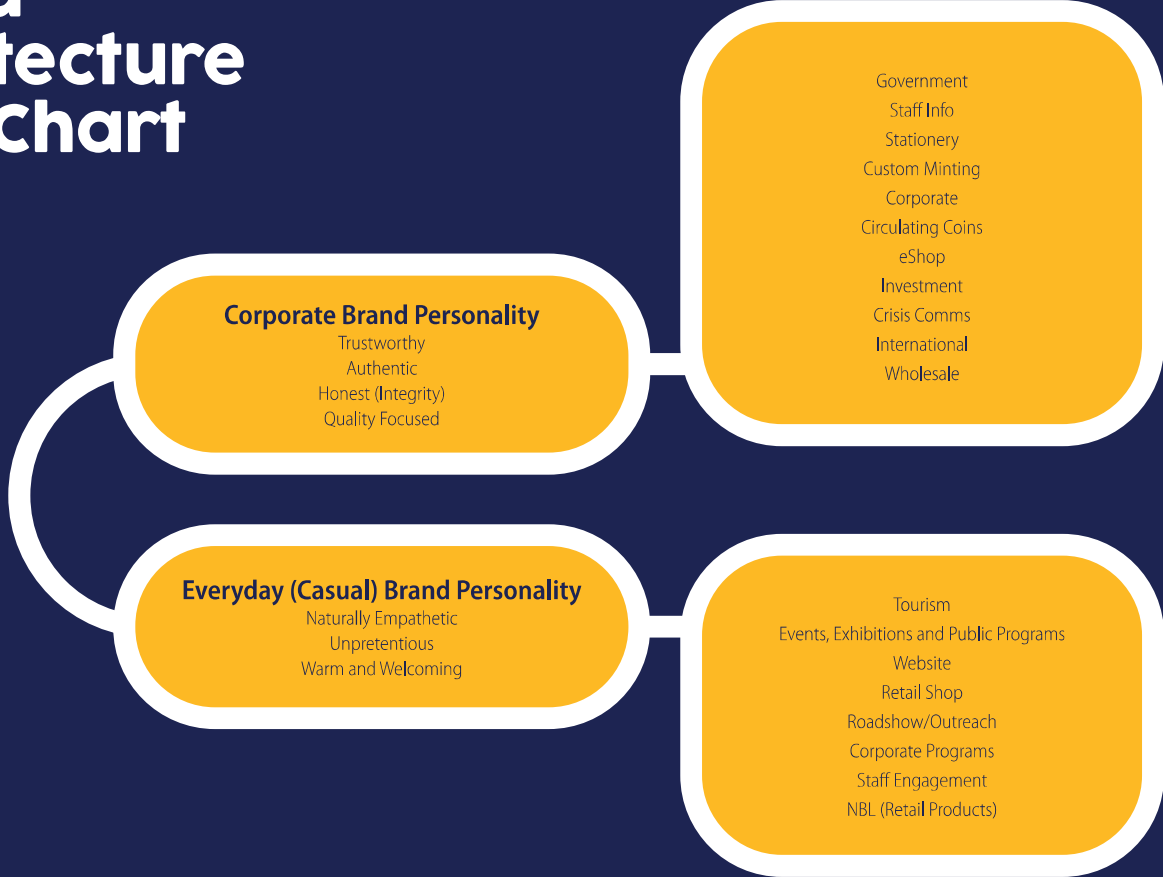 tecture
Chart
Government
Staff Info
Stationery
Custom Minting
Corporate
Circulating Coins
eShop
Investment
Crisis Comms
International
Wholesale
Corporate Brand Personality
Trustworthy
Authentic
Honest (Integrity)
Quality Focused
Everyday (Casual) Brand Personality
Naturally Empathetic
Unpretentious
Warm and Welcoming
Tourism
Events, Exhibitions and Public Programs
Website
Retail Shop
Roadshow/Outreach
Corporate Programs
Staff Engagement
NBL (Retail Products)